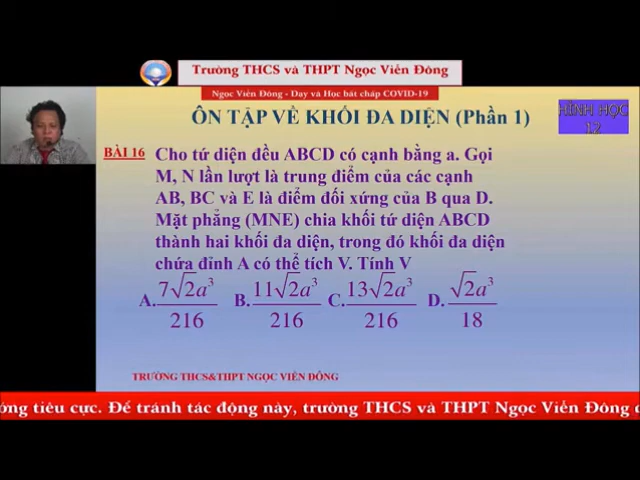 Trường THCS và THPT Ngọc Viễn Đông
Ngọc Viễn Đông - Dạy và Học bất chấp COVID-19
ÔN TẬP VỀ KHỐI ĐA DIỆN (Phần 1)
HÌNH HỌC
12
BÀI 16 Cho tứ diện đều ABCD có cạnh bằng a. Gọi
M, N lần lượt là trung điểm của các cạnh
AB, BC và E là điểm đối xứng của B qua D.
Mặt phẳng (MNE) chia khối tứ diện ABCD
thành hai khối đa diện, trong đó khối đa diện
chứa đỉnh A có thể tích V. Tính V
A. 7√2a³/216 B. 11√2a³/216 C. 13√2a³/216 D. √2a³/18
TRƯỜNG THCS&THPT NGỌC VIỄN ĐÔNG
ởng tiêu cực. Để tránh tác động này, trường THCS và THPT Ngọc Viễn Đông